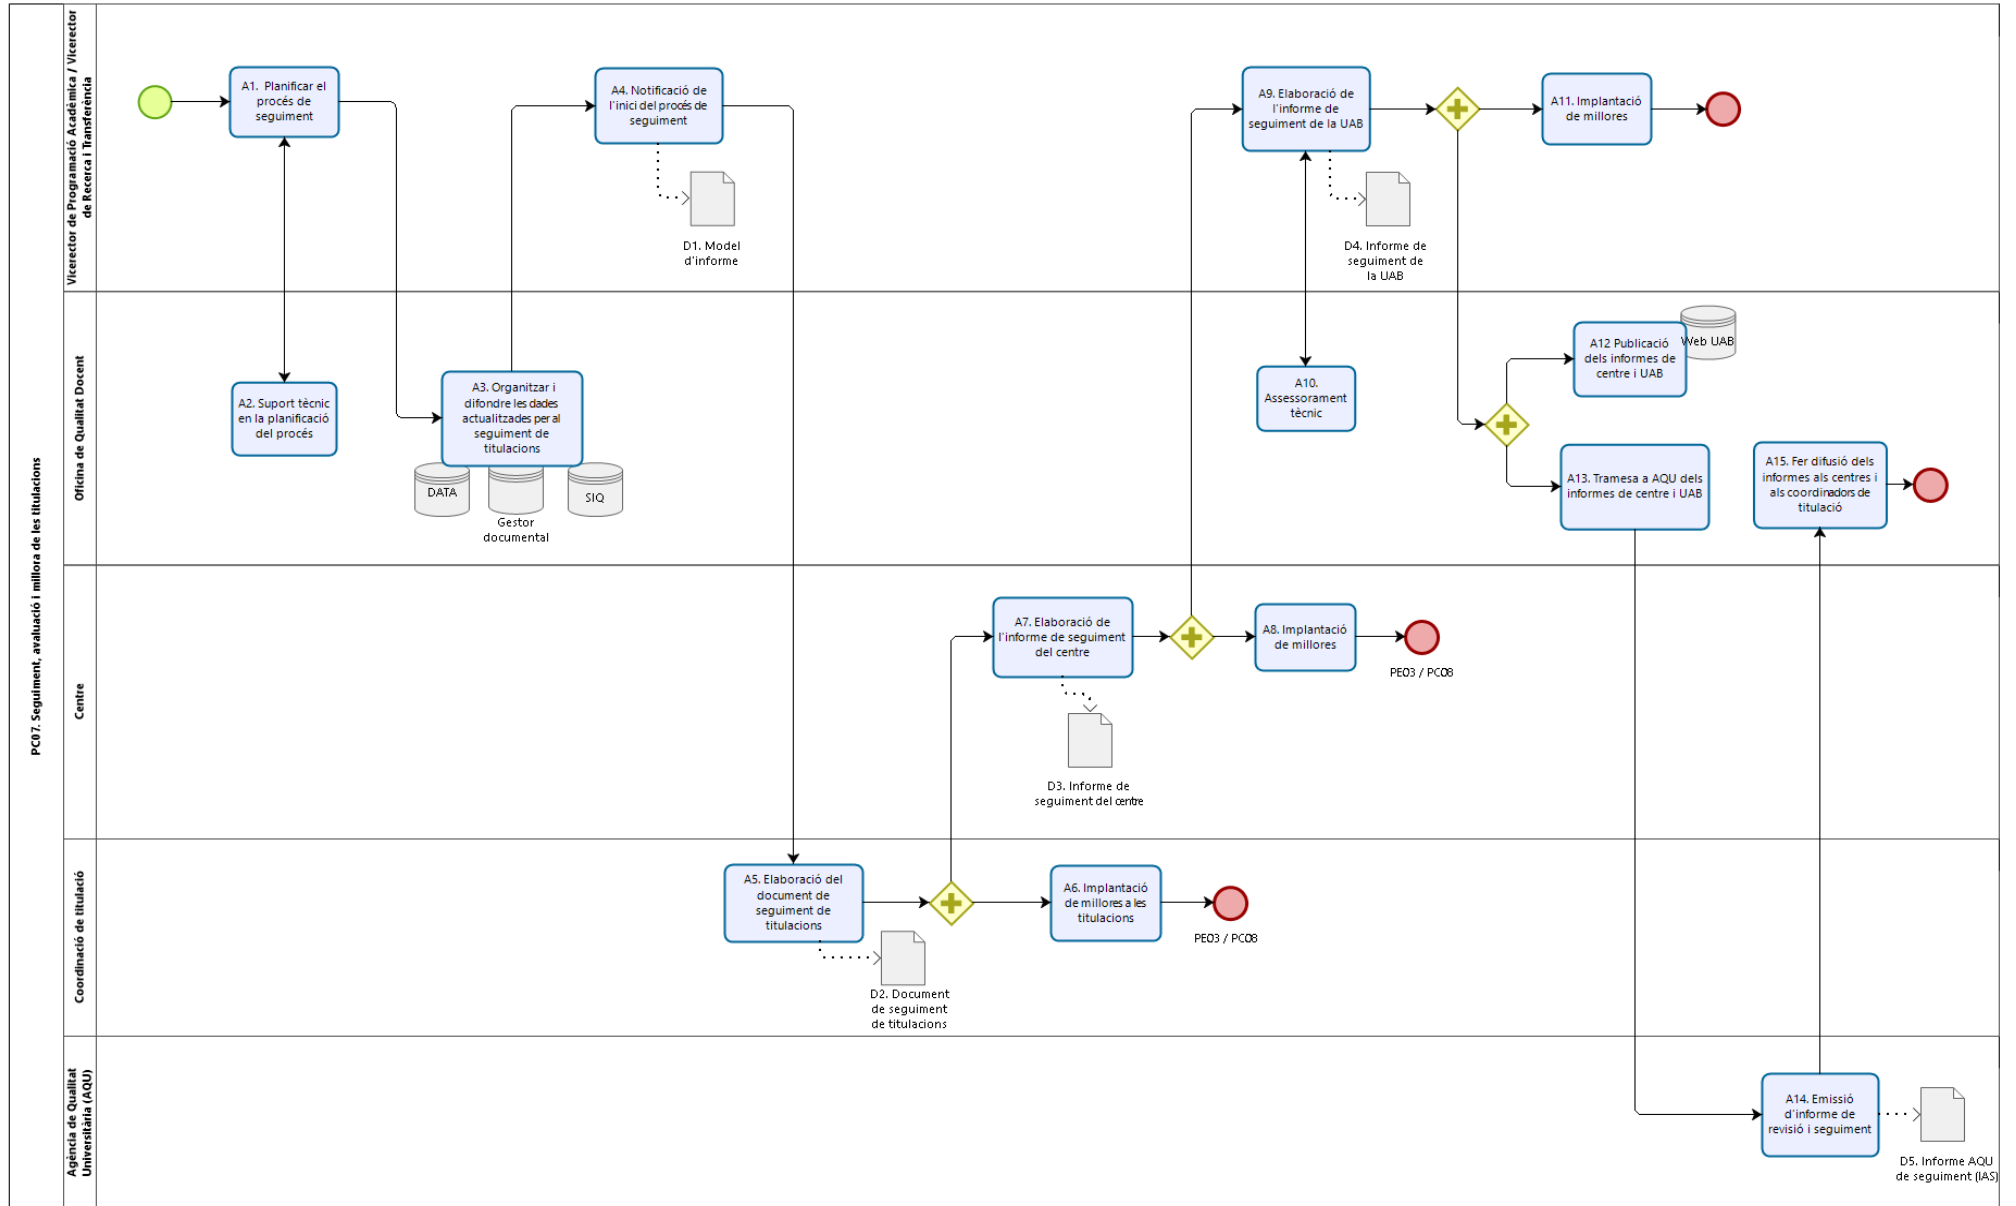 PC07. Seguiment, avaluació i millora de les titulacions
Vicerector de Programació Acadèmica / Vicerector
de Recerca i Transferència
A1. Planificar el
procés de
seguiment
A4. Notificació de
l'inici del procés de
seguiment
D1. Model
d'informe
A9. Elaboració de
l'informe de
seguiment de la UAB
D4. Informe de
seguiment de
la UAB
A11. Implantació
de millores
Oficina de Qualitat Docent
A2. Suport tècnic
en la planificació
del procés
A3. Organitzar i
difondre les dades
actualitzades per al
seguiment de
titulacions
DATA
Gestor
documental
SIQ
A10.
Assessorament
tècnic
A12 Publicació
dels informes de
centre i UAB
Web UAB
A13. Tramesa a AQU dels
informes de centre i UAB
A15. Fer difusió dels
informes als centres i
als coordinadors de
titulació
Centre
A7. Elaboració de
l'informe de seguiment
del centre
D3. Informe de
seguiment del centre
A8. Implantació
de millores
PE03 / PC08
Coordinació de titulació
A5. Elaboració del
document de
seguiment de
titulacions
D2. Document
de seguiment
de titulacions
A6. Implantació
de millores a les
titulacions
PE03 / PC08
Agència de Qualitat
Universitària (AQU)
A14. Emissió
d'informe de
revisió i seguiment
D5. Informe AQU
de seguiment (IAS)